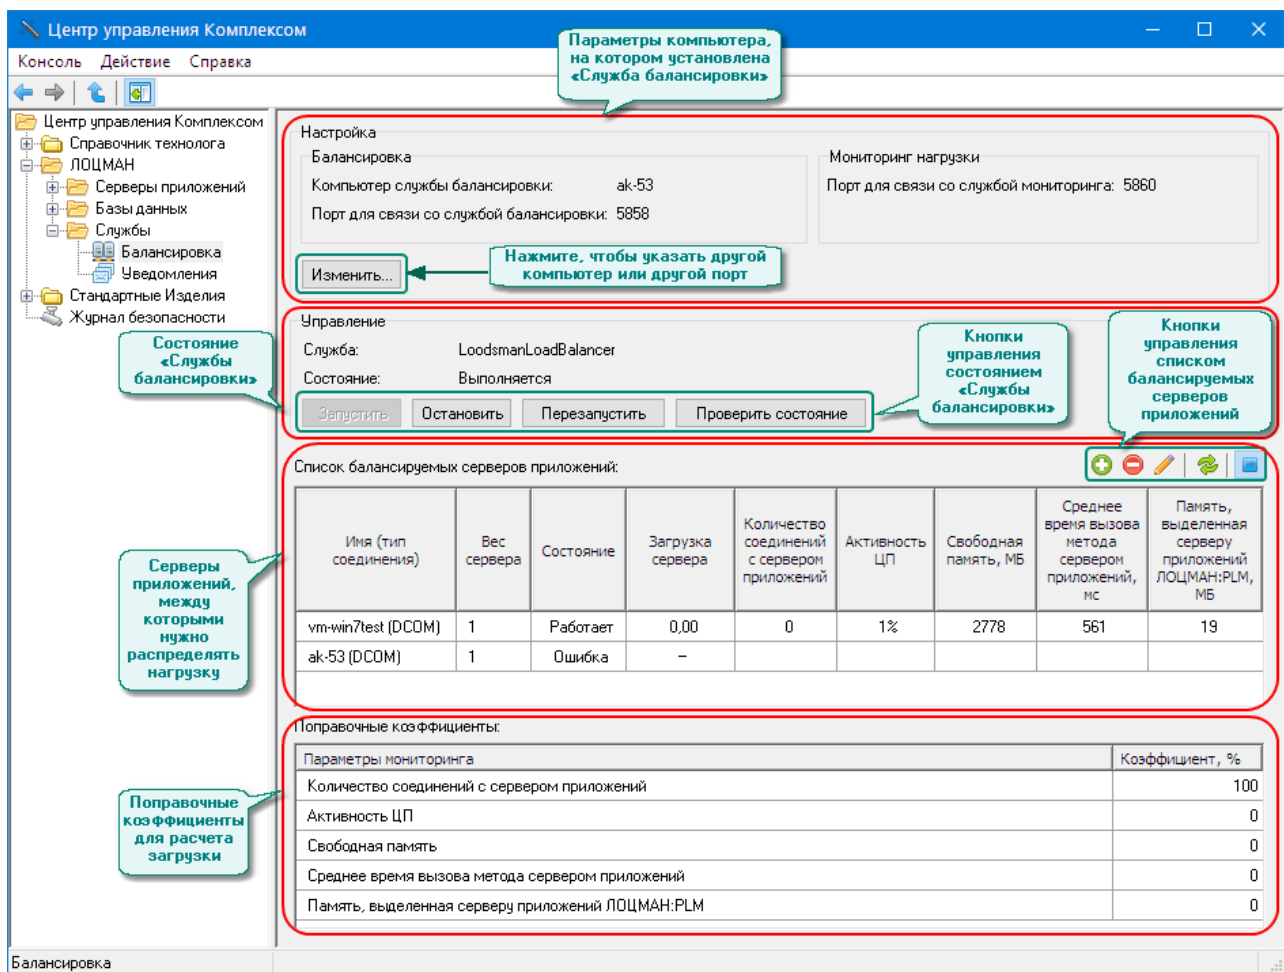 Центр управления Комплексом
Консоль Действие Справка
Параметры компьютера,
на котором установлена
«Служба балансировки»
Центр управления Комплексом
Справочник технолога
ЛОЦМАН
Серверы приложений
Базы данных
Службы
Балансировка
Уведомления
Стандартные Изделия
Журнал безопасности
Настройка
Балансировка
Компьютер службы балансировки: ak-53
Порт для связи со службой балансировки: 5858
Мониторинг нагрузки
Порт для связи со службой мониторинга: 5860
Изменить...
Нажмите, чтобы указать другой
компьютер или другой порт
Управление
Служба: LoodsmanLoadBalancer
Состояние: Выполняется
Запустить Остановить Перезапустить Проверить состояние
Состояние
«Службы
балансировки»
Кнопки
управления
состоянием
«Службы
балансировки»
Кнопки
управления
списком
балансируемых
серверов
приложений
Список балансируемых серверов приложений:
Имя (тип
соединения)
Вес
сервера
Состояние
Загрузка
сервера
Количество
соединений
с сервером
приложений
Активность
ЦП
Свободная
память, МБ
Среднее
время вызова
метода
сервером
приложений,
мс
Память,
выделенная
серверу
приложений
ЛОЦМАН:PLM,
МБ
vm-win7test (DCOM) 1 Работает 0,00 0 1% 2778 561 19
ak-53 (DCOM) 1 Ошибка –
Серверы
приложений,
между
которыми
нужно
распределять
нагрузку
Поправочные коэффициенты:
Параметры мониторинга Коэффициент, %
Количество соединений с сервером приложений 100
Активность ЦП 0
Свободная память 0
Среднее время вызова метода сервером приложений 0
Память, выделенная серверу приложений ЛОЦМАН:PLM 0
Поправочные
коэффициенты
для расчета
загрузки
Балансировка